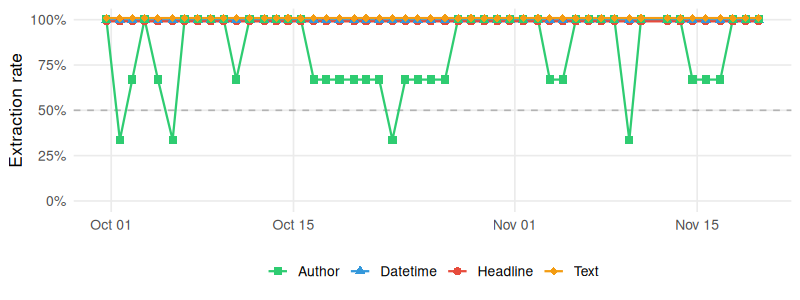 Extraction rate
100%
75%
50%
25%
0%
Oct 01 Oct 15 Nov 01 Nov 15
Author Datetime Headline Text